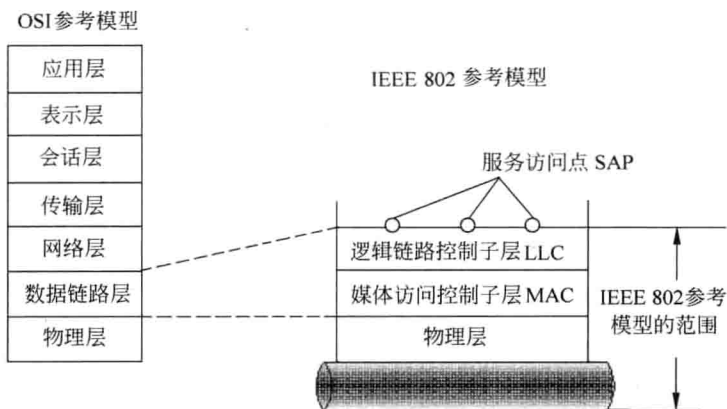 OSI参考模型
应用层
表示层
会话层
传输层
网络层
数据链路层
物理层
IEEE 802 参考模型
服务访问点 SAP
逻辑链路控制子层LLC
媒体访问控制子层MAC
物理层
IEEE 802参考
模型的范围